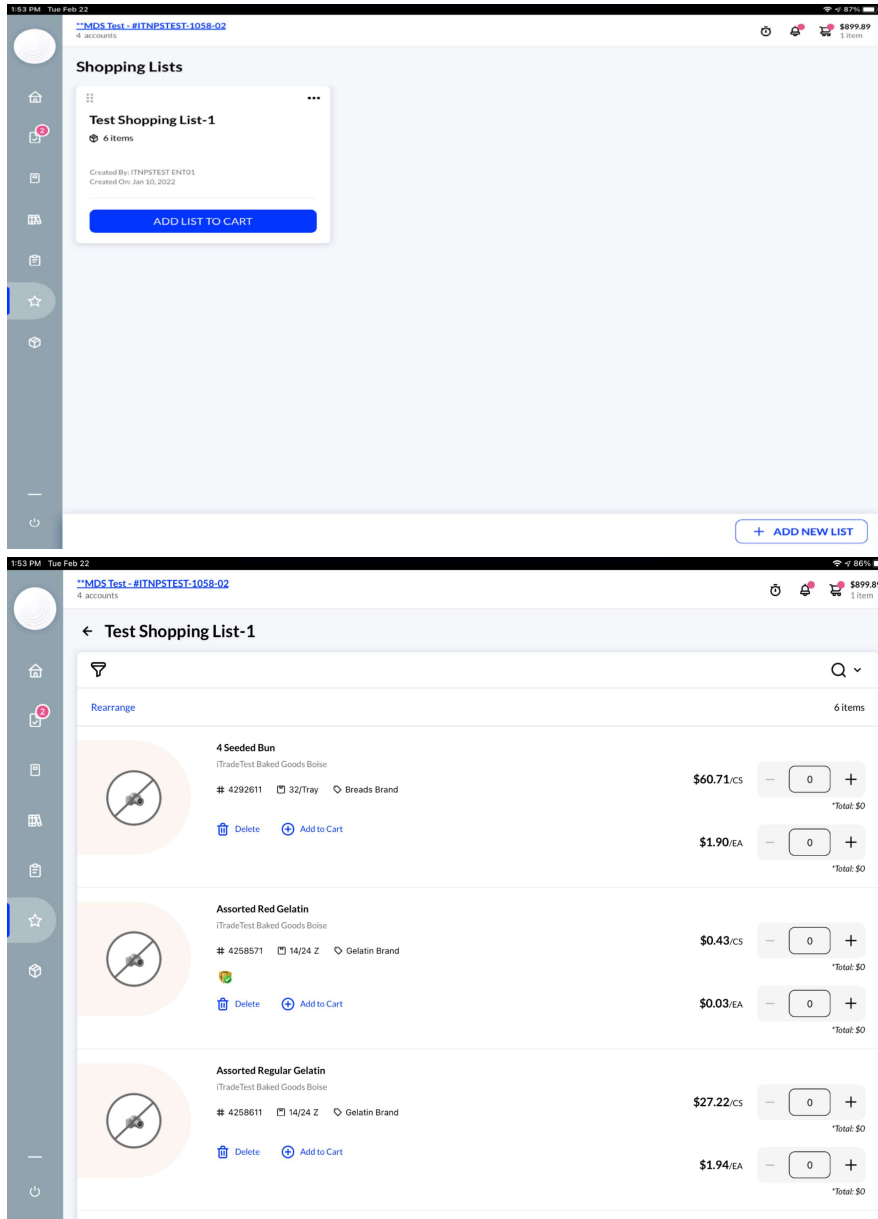 1:53 PM Tue Feb 22 87%
**MDS Test - #ITNPSTEST-1058-02
4 accounts
$899.89
1 item
Shopping Lists
2
Test Shopping List-1
6 items
Created By: ITNPSTEST ENT01
Created On: Jan 10, 2022
ADD LIST TO CART
+ ADD NEW LIST
1:53 PM Tue Feb 22 86%
**MDS Test - #ITNPSTEST-1058-02
4 accounts
$899.89
1 item
← Test Shopping List-1
2
Rearrange 6 items
4 Seeded Bun
iTradeTest Baked Goods Boise
# 4292611 32/Tray Breads Brand
$60.71/CS − 0 +
*Total: $0
Delete Add to Cart
$1.90/EA − 0 +
*Total: $0
Assorted Red Gelatin
iTradeTest Baked Goods Boise
# 4258571 14/24 Z Gelatin Brand
$0.43/CS − 0 +
*Total: $0
Delete Add to Cart
$0.03/EA − 0 +
*Total: $0
Assorted Regular Gelatin
iTradeTest Baked Goods Boise
# 4258611 14/24 Z Gelatin Brand
$27.22/CS − 0 +
*Total: $0
Delete Add to Cart
$1.94/EA − 0 +
*Total: $0